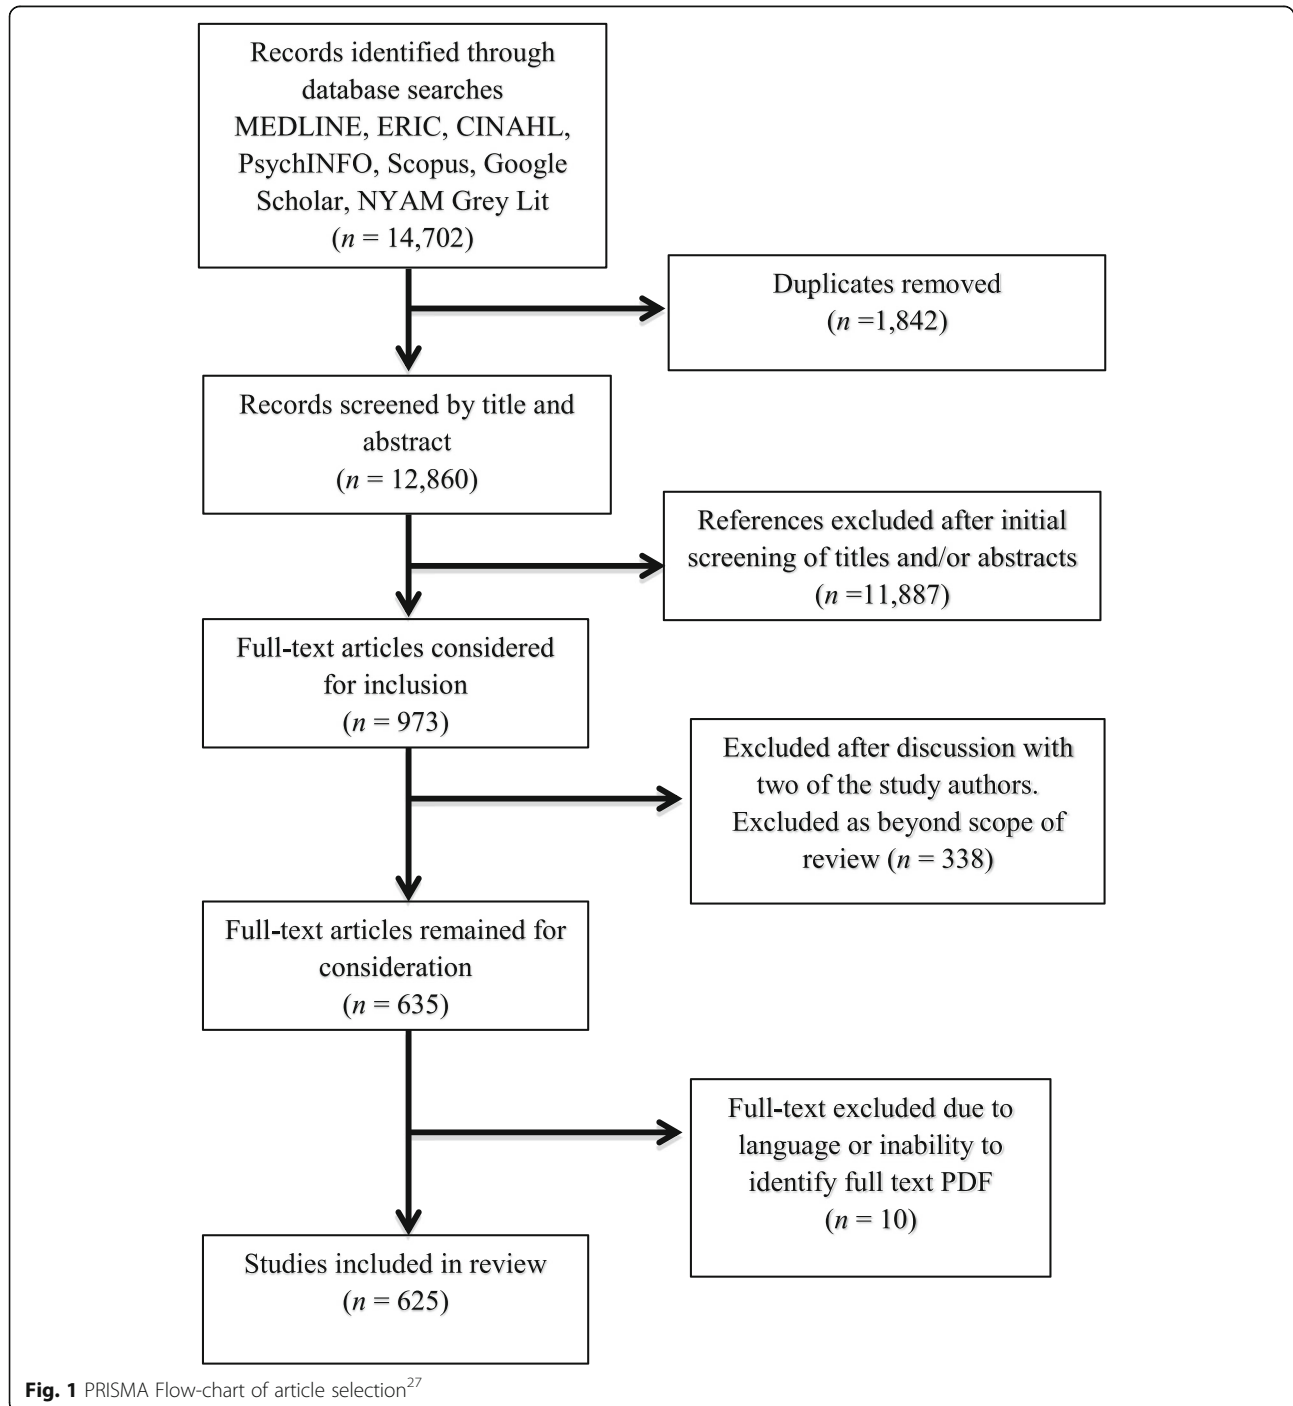 Records identified through
database searches
MEDLINE, ERIC, CINAHL,
PsychINFO, Scopus, Google
Scholar, NYAM Grey Lit
(n = 14,702)
Duplicates removed
(n =1,842)
Records screened by title and
abstract
(n = 12,860)
References excluded after initial
screening of titles and/or abstracts
(n =11,887)
Full-text articles considered
for inclusion
(n = 973)
Excluded after discussion with
two of the study authors.
Excluded as beyond scope of
review (n = 338)
Full-text articles remained for
consideration
(n = 635)
Full-text excluded due to
language or inability to
identify full text PDF
(n = 10)
Studies included in review
(n = 625)
Fig. 1 PRISMA Flow-chart of article selection27